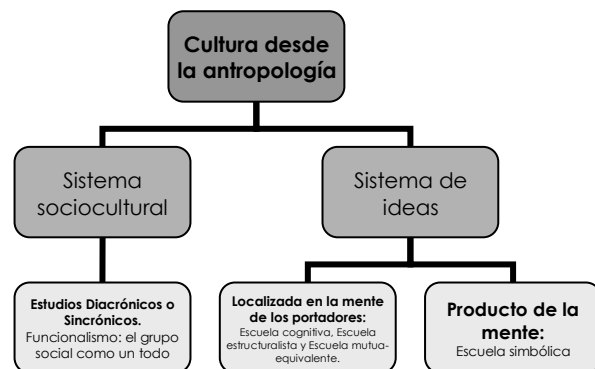 Cultura desde
la antropología
Sistema
sociocultural
Sistema de
ideas
Estudios Diacrónicos o
Sincrónicos.
Funcionalismo: el grupo
social como un todo
Localizada en la mente
de los portadores:
Escuela cognitiva, Escuela
estructuralista y Escuela mutua-
equivalente.
Producto de la
mente:
Escuela simbólica